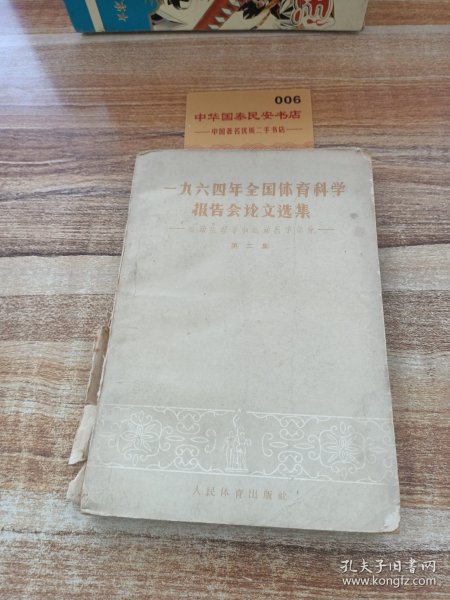 006
中华国泰民安书店
中国著名优质二手书店
一九六四年全国体育科学
报告会论文选集
第二集
人民体育出版社
孔夫子旧书网
www.kongfz.com